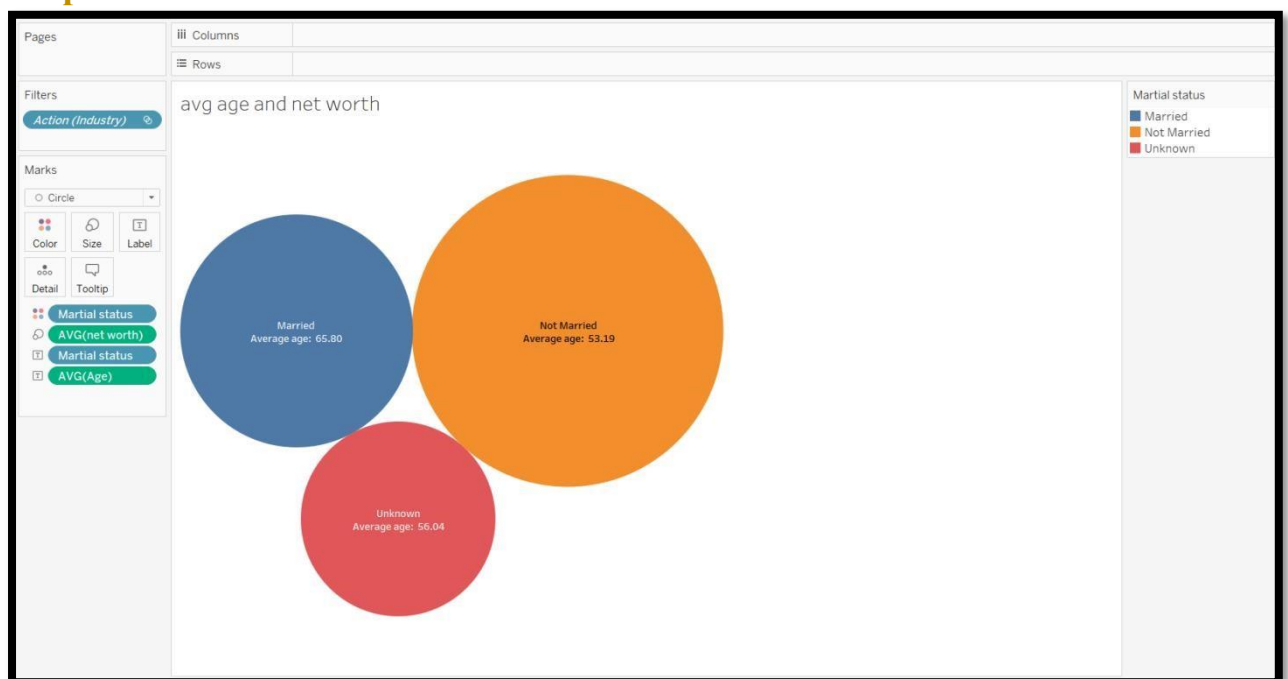 Pages
iii Columns
Rows
Filters
Action (Industry)
avg age and net worth
Martial status
Married
Not Married
Unknown
Marks
Circle
Color
Size
T
Label
Detail
Tooltip
Martial status
AVG(net worth)
T
Martial status
T
AVG(Age)
Married
Average age: 65.80
Not Married
Average age: 53.19
Unknown
Average age: 56.04